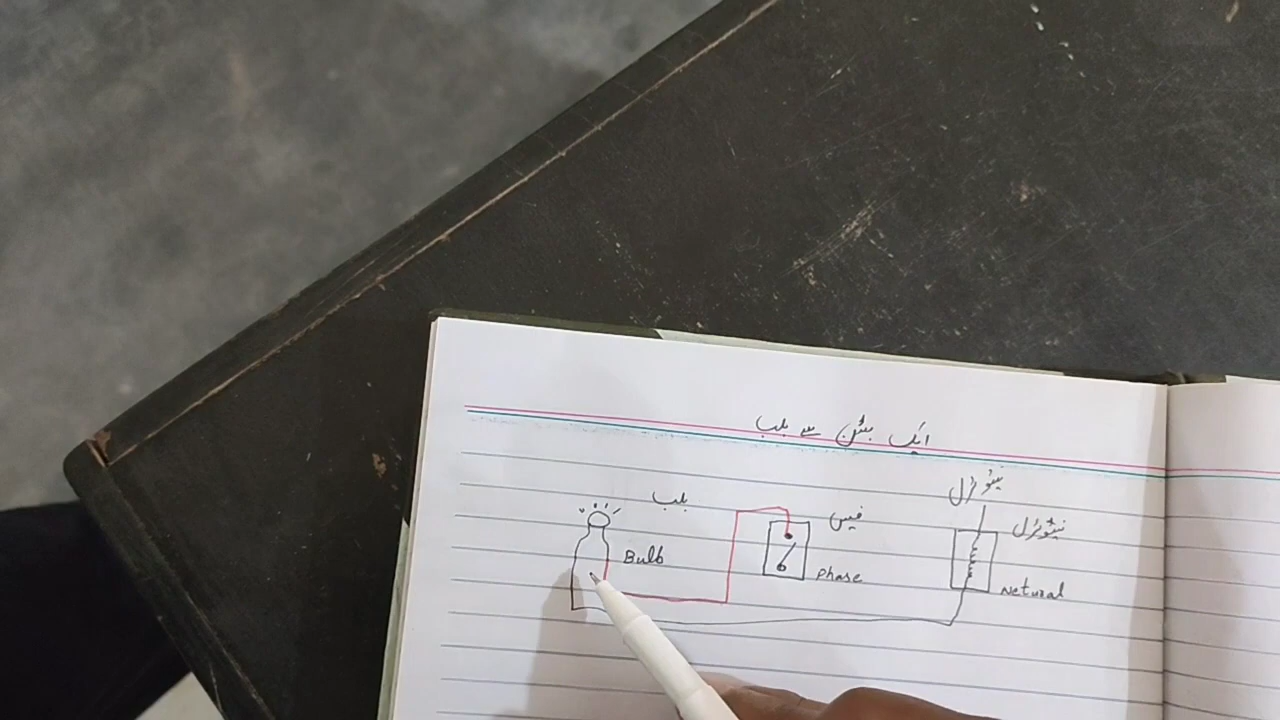 ایک بٹن سے بلب
نیوٹرل
بلب
فیس
نیوٹرل
Bulb
Phase
Netural